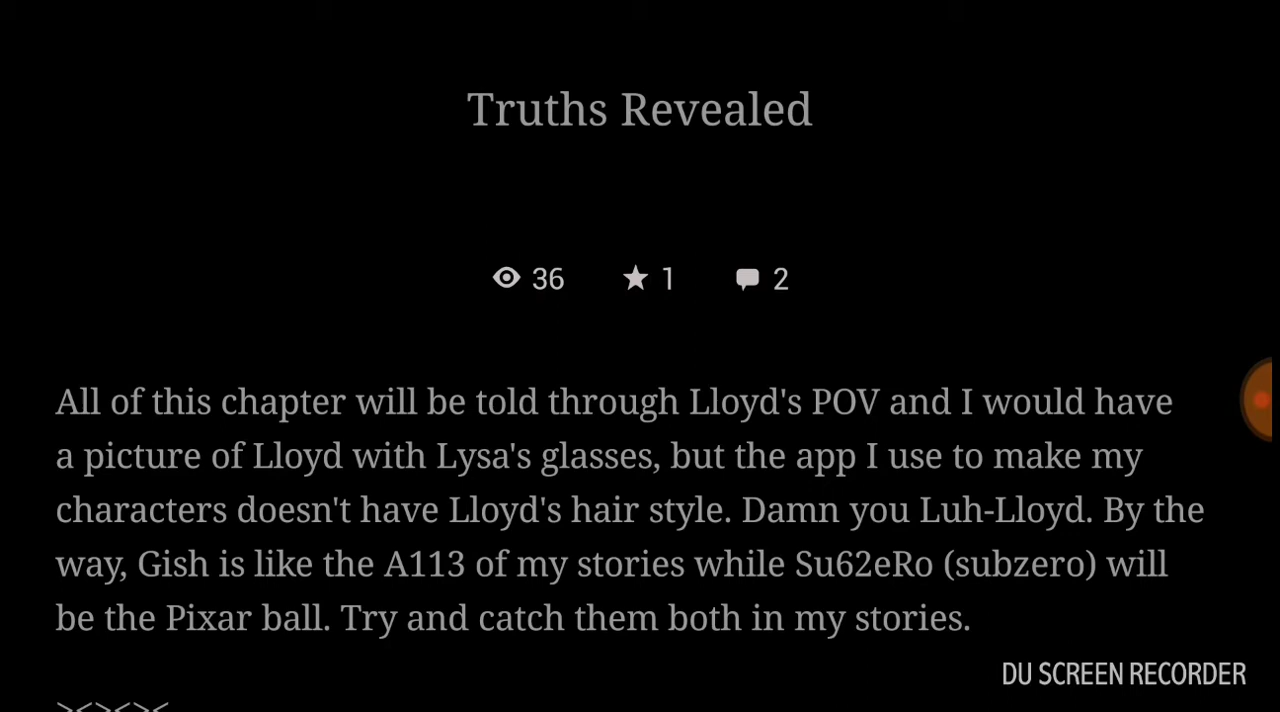 Truths Revealed
36 1 2
All of this chapter will be told through Lloyd's POV and I would have
a picture of Lloyd with Lysa's glasses, but the app I use to make my
characters doesn't have Lloyd's hair style. Damn you Luh-Lloyd. By the
way, Gish is like the A113 of my stories while Su62eRo (subzero) will
be the Pixar ball. Try and catch them both in my stories.
DU SCREEN RECORDER
><><><